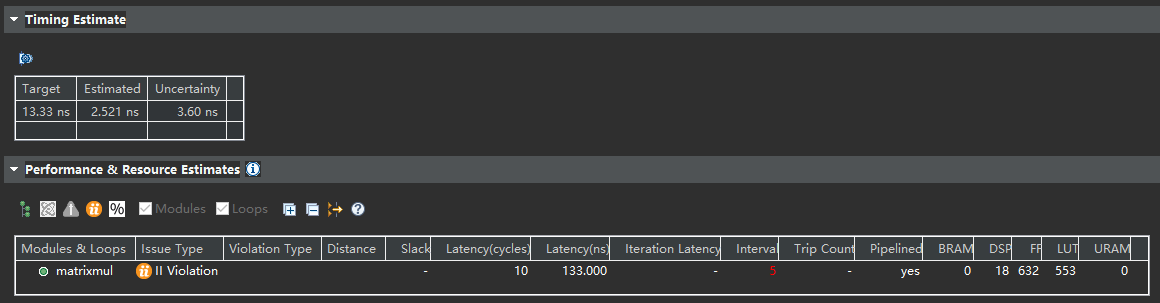 Timing Estimate
Target Estimated Uncertainty
13.33 ns 2.521 ns 3.60 ns
Performance & Resource Estimates
% Modules Loops
Modules & Loops Issue Type Violation Type Distance Slack Latency(cycles) Latency(ns) Iteration Latency Interval Trip Count Pipelined BRAM DSP FF LUT URAM
matrixmul II Violation - 10 133.000 - 5 - yes 0 18 632 553 0